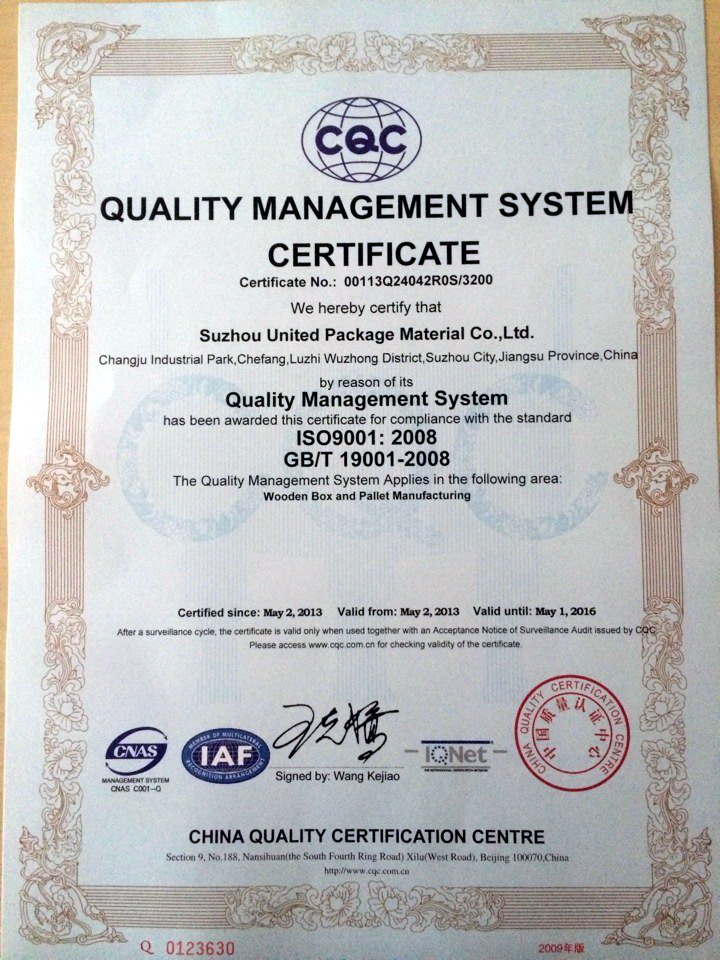 CQC
QUALITY MANAGEMENT SYSTEM
CERTIFICATE
Certificate No.: 00113Q24042R0S/3200
We hereby certify that
Suzhou United Package Material Co.,Ltd.
Changju Industrial Park,Chefang,Luzhi Wuzhong District,Suzhou City,Jiangsu Province,China
by reason of its
Quality Management System
has been awarded this certificate for compliance with the standard
ISO9001: 2008
GB/T 19001-2008
The Quality Management System Applies in the following area:
Wooden Box and Pallet Manufacturing
Certified since: May 2, 2013 Valid from: May 2, 2013 Valid until: May 1, 2016
After a surveillance cycle, the certificate is valid only when used together with an Acceptance Notice of Surveillance Audit issued by CQC
Please access www.cqc.com.cn for checking validity of the certificate.
CNAS
MANAGEMENT SYSTEM
CNAS C001-Q
MEMBER OF MULTILATERAL
IAF
RECOGNITION ARRANGEMENT
Signed by: Wang Kejiao
IQNet
THE INTERNATIONAL CERTIFICATION NETWORK
CHINA QUALITY CERTIFICATION CENTRE
中国质量认证中心
CHINA QUALITY CERTIFICATION CENTRE
Section 9, No.188, Nansihuan(the South Fourth Ring Road) Xilu(West Road), Beijing 100070,China
http://www.cqc.com.cn
Q 0123630
2009年版